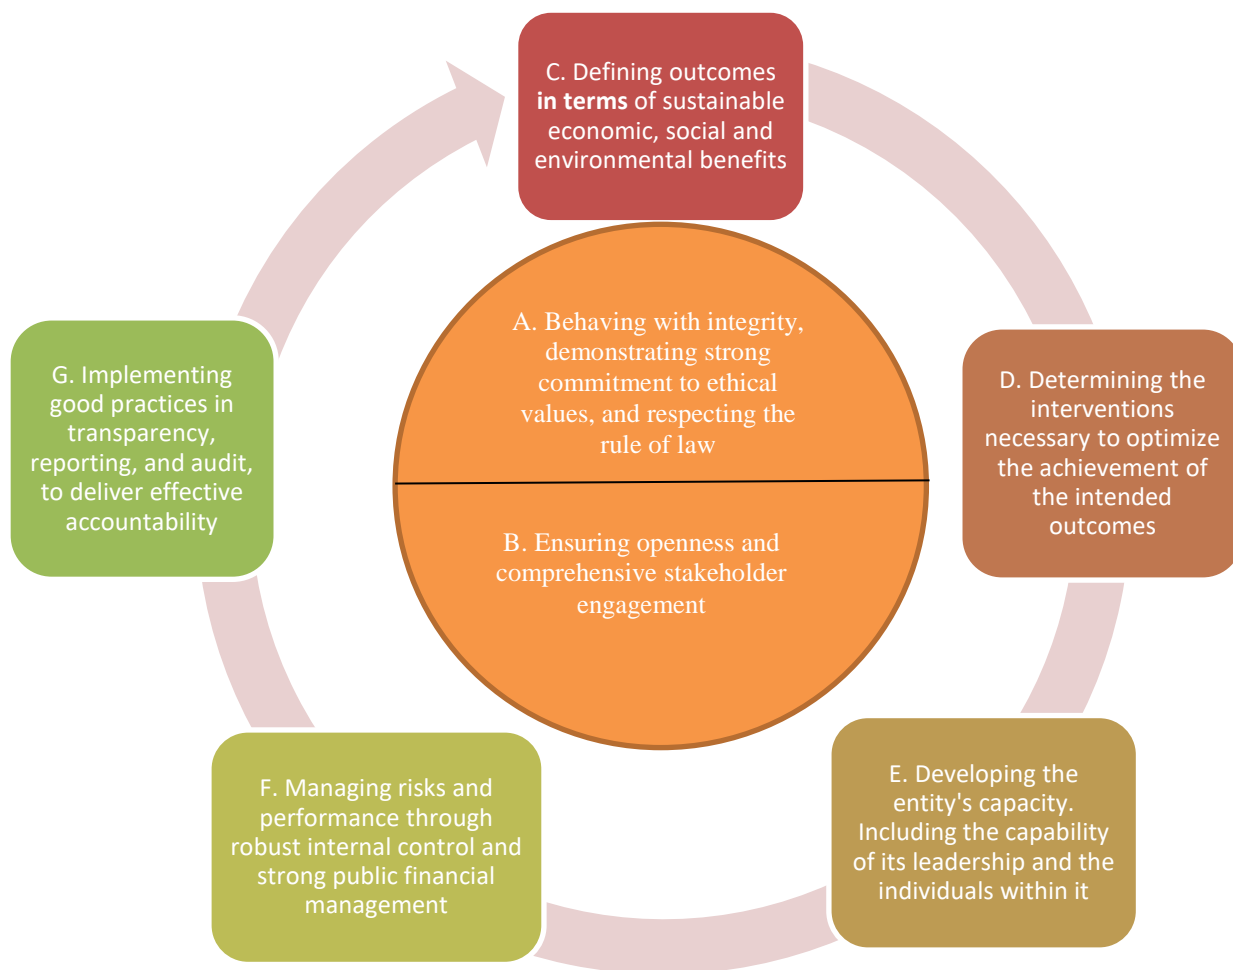 C. Defining outcomes
in terms of sustainable
economic, social and
environmental benefits
A. Behaving with integrity,
demonstrating strong
commitment to ethical
values, and respecting the
rule of law
B. Ensuring openness and
comprehensive stakeholder
engagement
D. Determining the
interventions
necessary to optimize
the achievement of
the intended
outcomes
E. Developing the
entity's capacity.
Including the capability
of its leadership and the
individuals within it
F. Managing risks and
performance through
robust internal control and
strong public financial
management
G. Implementing
good practices in
transparency,
reporting, and audit,
to deliver effective
accountability